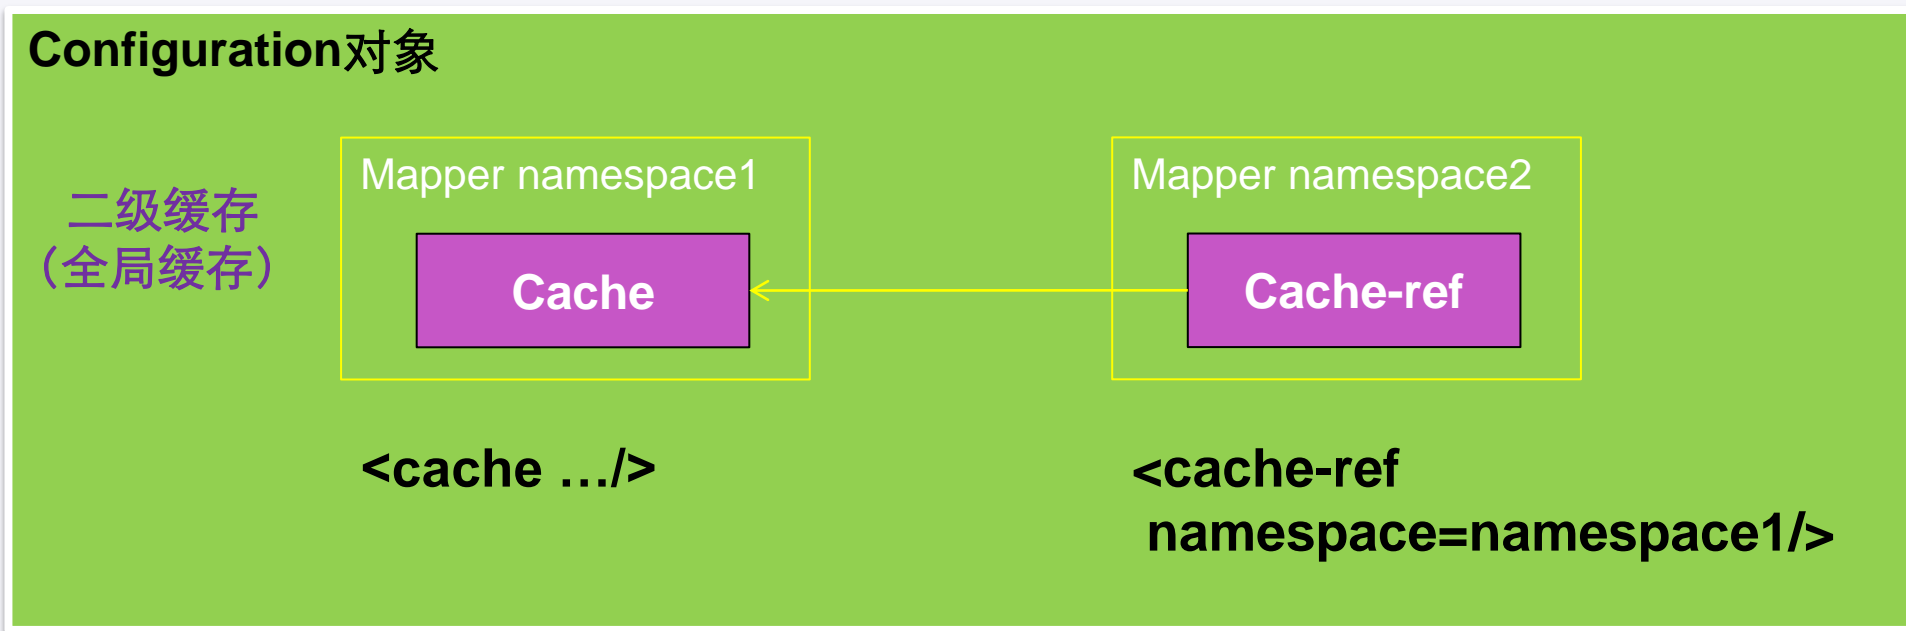 Configuration对象
二级缓存
（全局缓存）
Mapper namespace1
Cache
<cache …/>
Mapper namespace2
Cache-ref
<cache-ref
namespace=namespace1/>